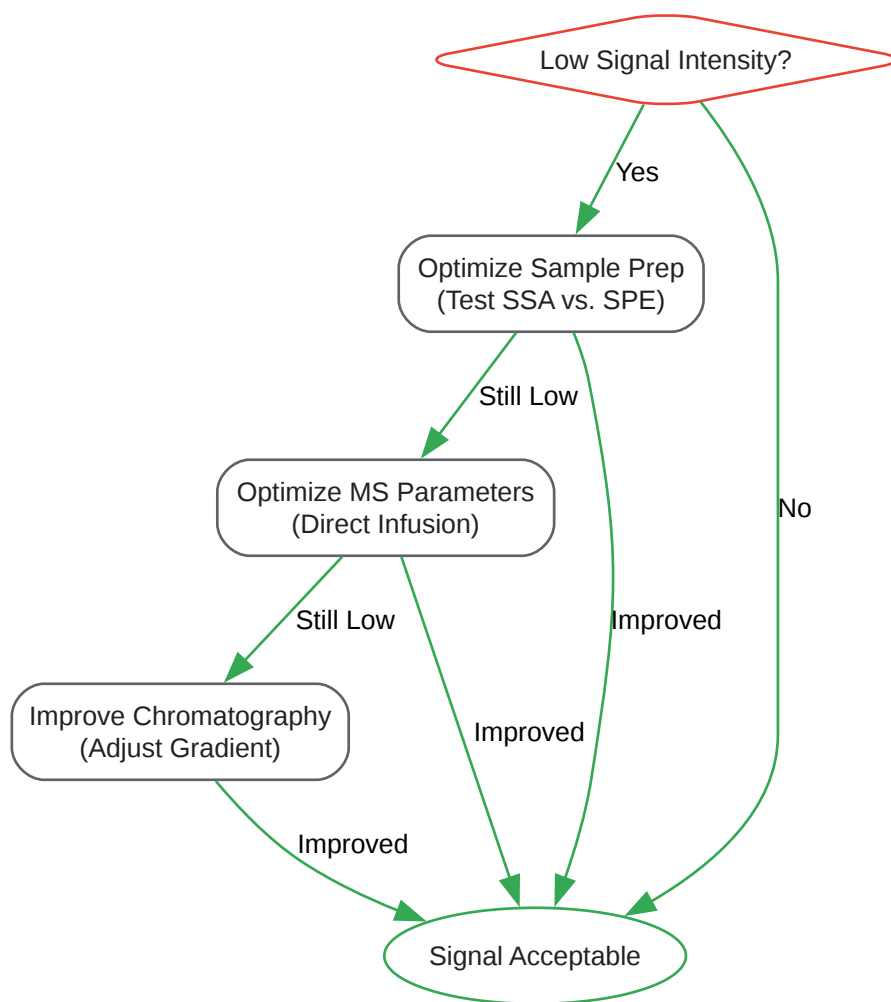 Low Signal Intensity?
Yes
Optimize Sample Prep
(Test SSA vs. SPE)
Still Low
Optimize MS Parameters
(Direct Infusion)
No
Still Low
Improved
Improve Chromatography
(Adjust Gradient)
Improved
Improved
Signal Acceptable